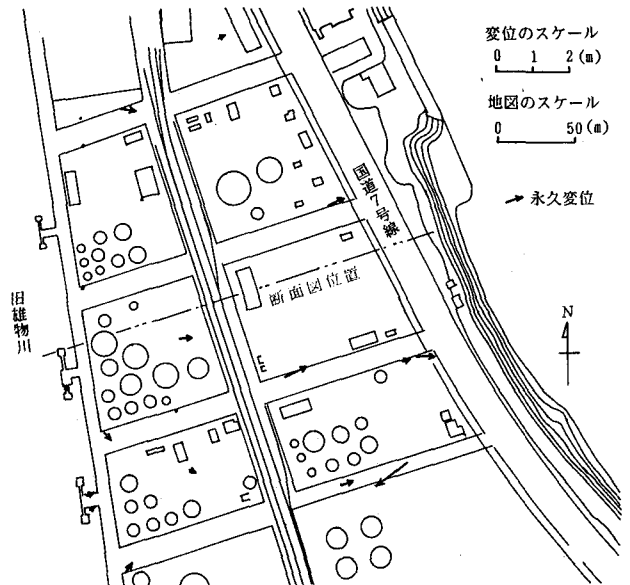 変位のスケール
0 1 2 (m)
地図のスケール
0 50 (m)
永久変位
国道7号線
断面図位置
旧雄物川
N